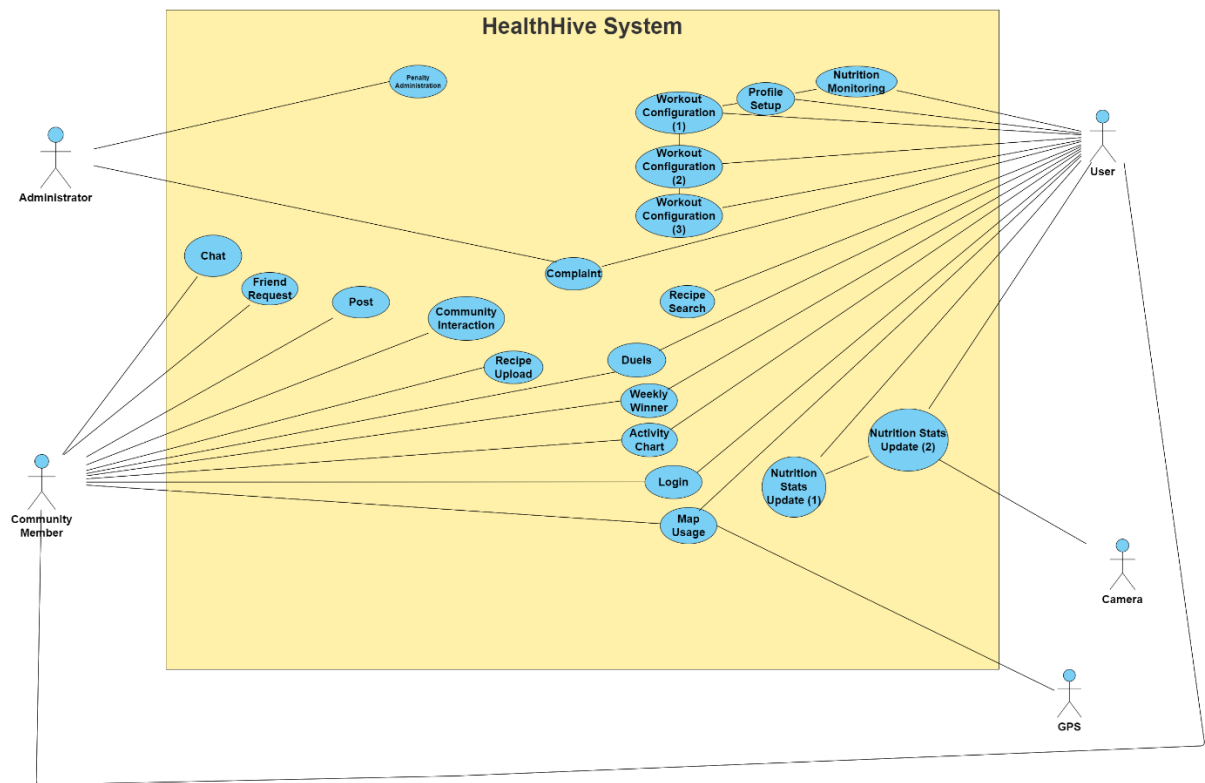 HealthHive System
Penalty
Administration
Nutrition
Monitoring
Profile
Setup
Workout
Configuration
(1)
Workout
Configuration
(2)
Workout
Configuration
(3)
Administrator
User
Chat
Friend
Request
Post
Community
Interaction
Complaint
Recipe
Search
Recipe
Upload
Duels
Weekly
Winner
Activity
Chart
Login
Map
Usage
Nutrition Stats
Update (2)
Nutrition
Stats
Update (1)
Community
Member
Camera
GPS